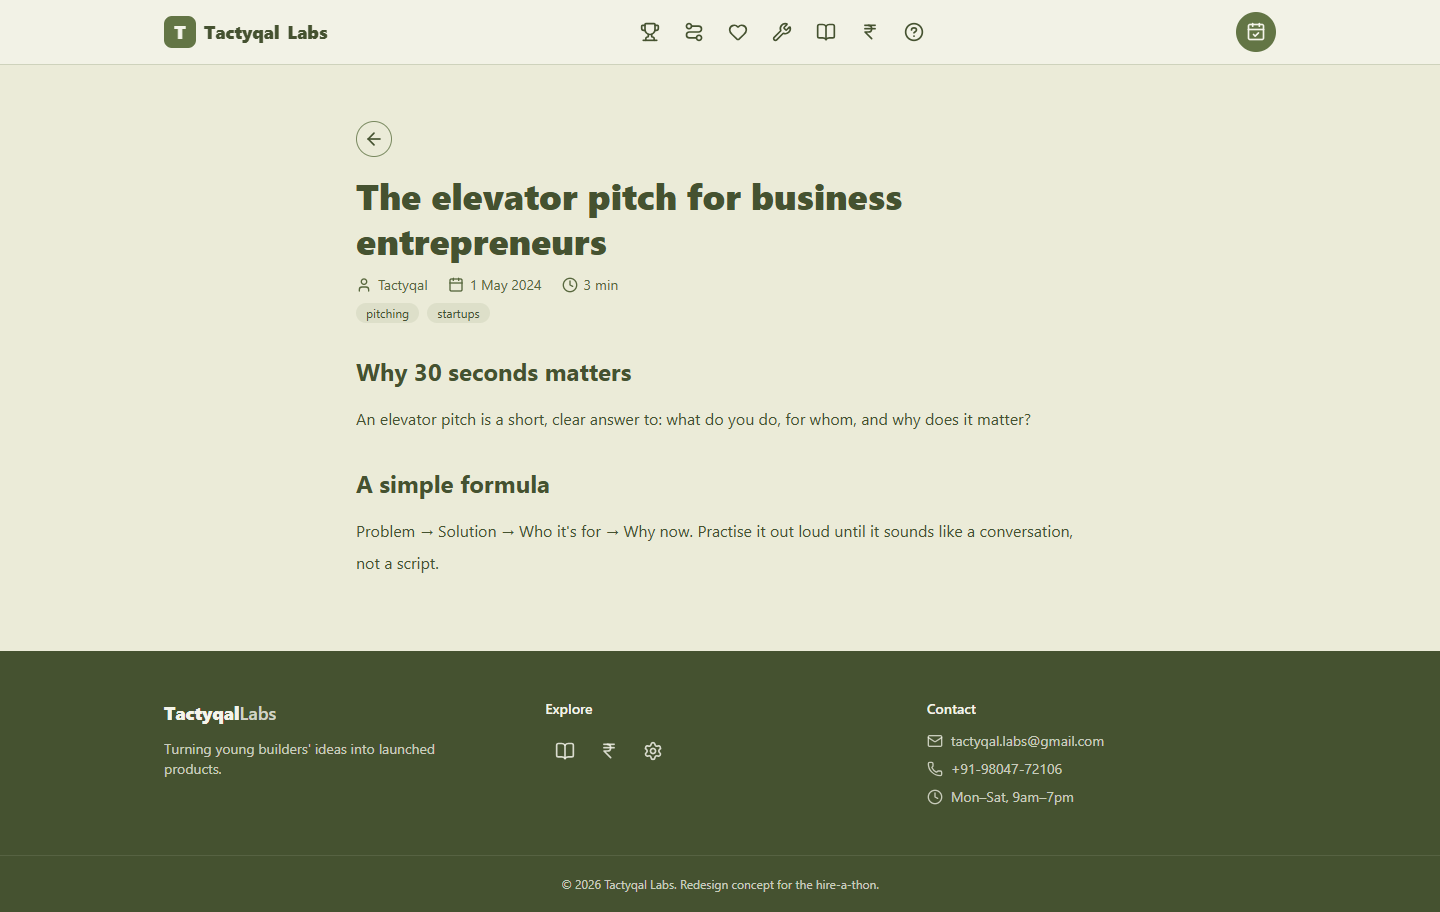 T Tactyqal Labs
The elevator pitch for business
entrepreneurs
Tactyqal 1 May 2024 3 min
pitching startups
Why 30 seconds matters
An elevator pitch is a short, clear answer to: what do you do, for whom, and why does it matter?
A simple formula
Problem → Solution → Who it's for → Why now. Practise it out loud until it sounds like a conversation,
not a script.
TactyqalLabs
Turning young builders' ideas into launched
products.
Explore
₹
Contact
tactyqal.labs@gmail.com
+91-98047-72106
Mon–Sat, 9am–7pm
© 2026 Tactyqal Labs. Redesign concept for the hire-a-thon.